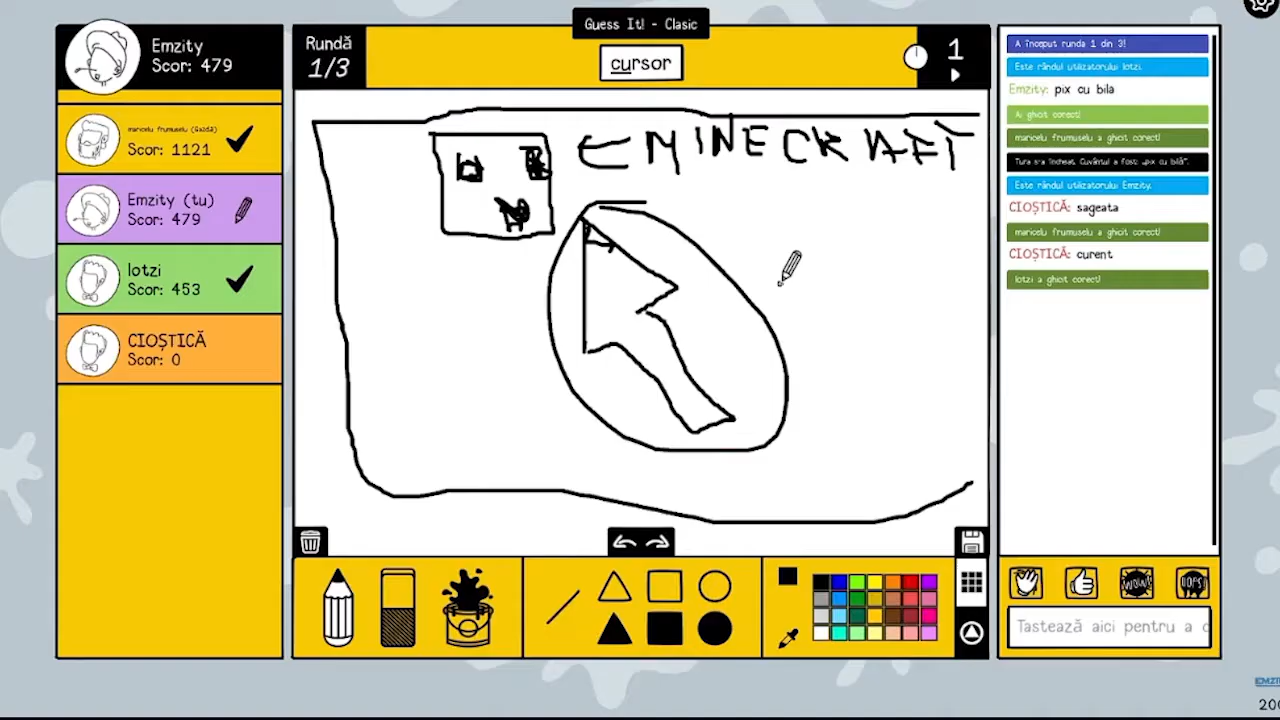 Guess It! - Clasic
Emzity
Scor: 479
Rundă
1/3
cursor
1
maricelu frumuselu (Gazdă)
Scor: 1121
Emzity (tu)
Scor: 479
lotzi
Scor: 453
CIOȘTICĂ
Scor: 0
MINECRAFT
A început runda 1 din 3!
Este rândul utilizatorului lotzi.
Emzity: pix cu bila
Ai ghicit corect!
maricelu frumuselu a ghicit corect!
Tura s-a încheiat. Cuvântul a fost: „pix cu bilă”.
Este rândul utilizatorului Emzity.
CIOȘTICĂ: sageata
maricelu frumuselu a ghicit corect!
CIOȘTICĂ: curent
lotzi a ghicit corect!
WOW!
OOPS!
Tastează aici pentru a